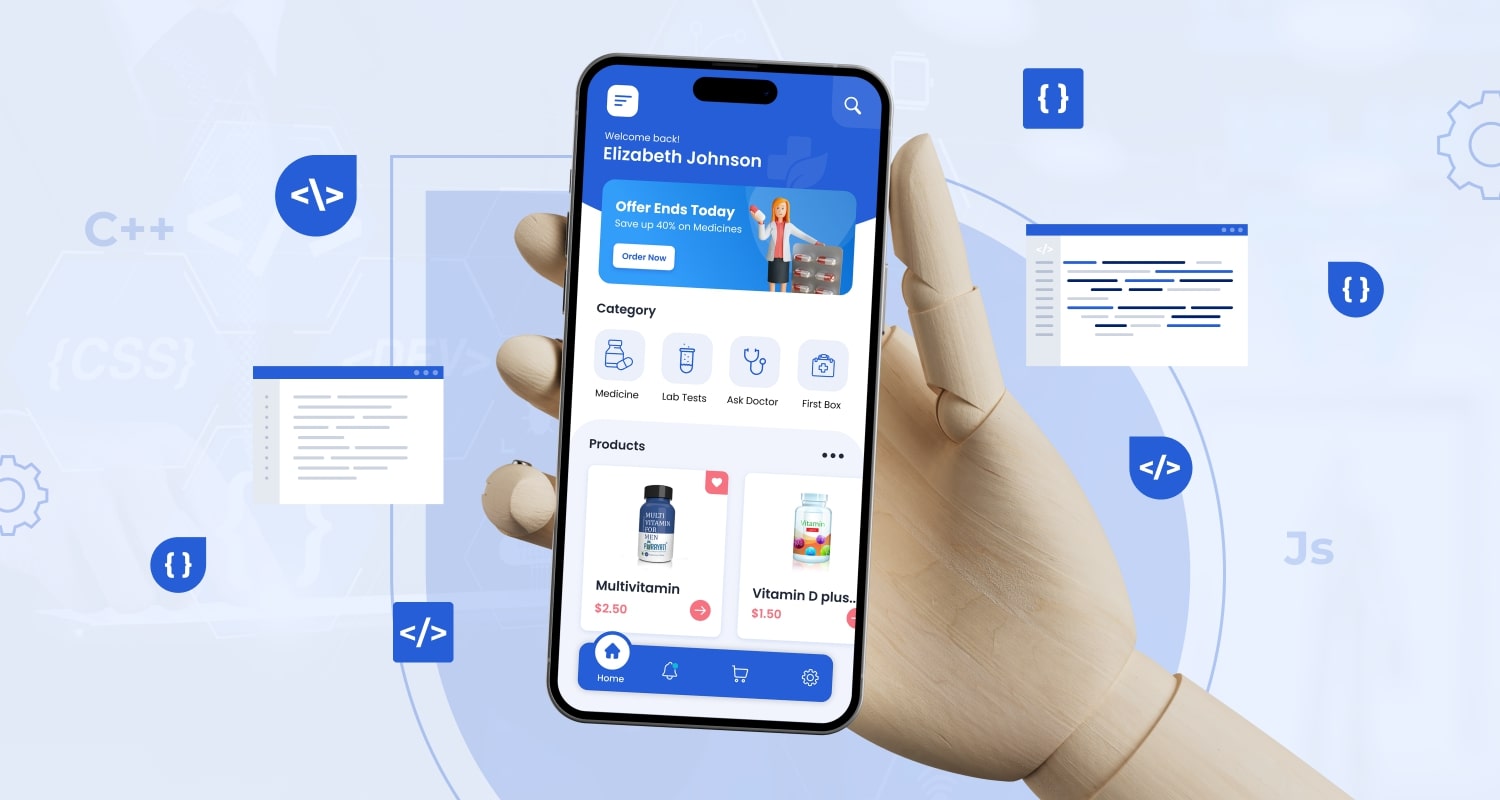 Welcome back!
Elizabeth Johnson
Offer Ends Today
Save up 40% on Medicines
Order Now
Category
Medicine
Lab Tests
Ask Doctor
First Box
Products
MULTI
VITAMIN
FOR
MEN
Vitamin
Multivitamin
$2.50
Vitamin D plus..
$1.50
Home
C++
<\>
{CSS}
<DEV>
</>
{ }
</>
{ }
</>
{ }
</>
Js